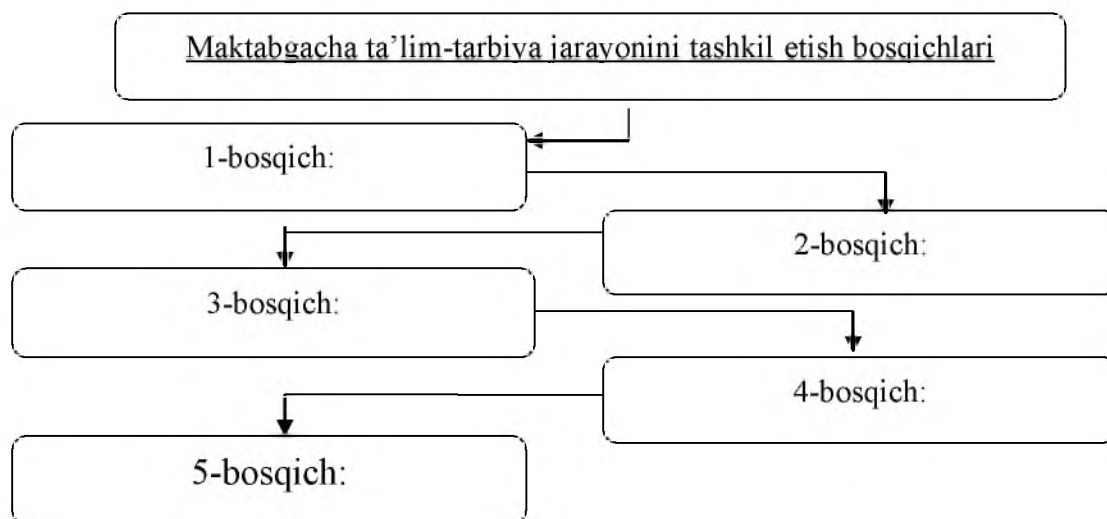 Maktabgacha ta’lim-tarbiya jarayonini tashkil etish bosqichlari
1-bosqich:
2-bosqich:
3-bosqich:
4-bosqich:
5-bosqich: